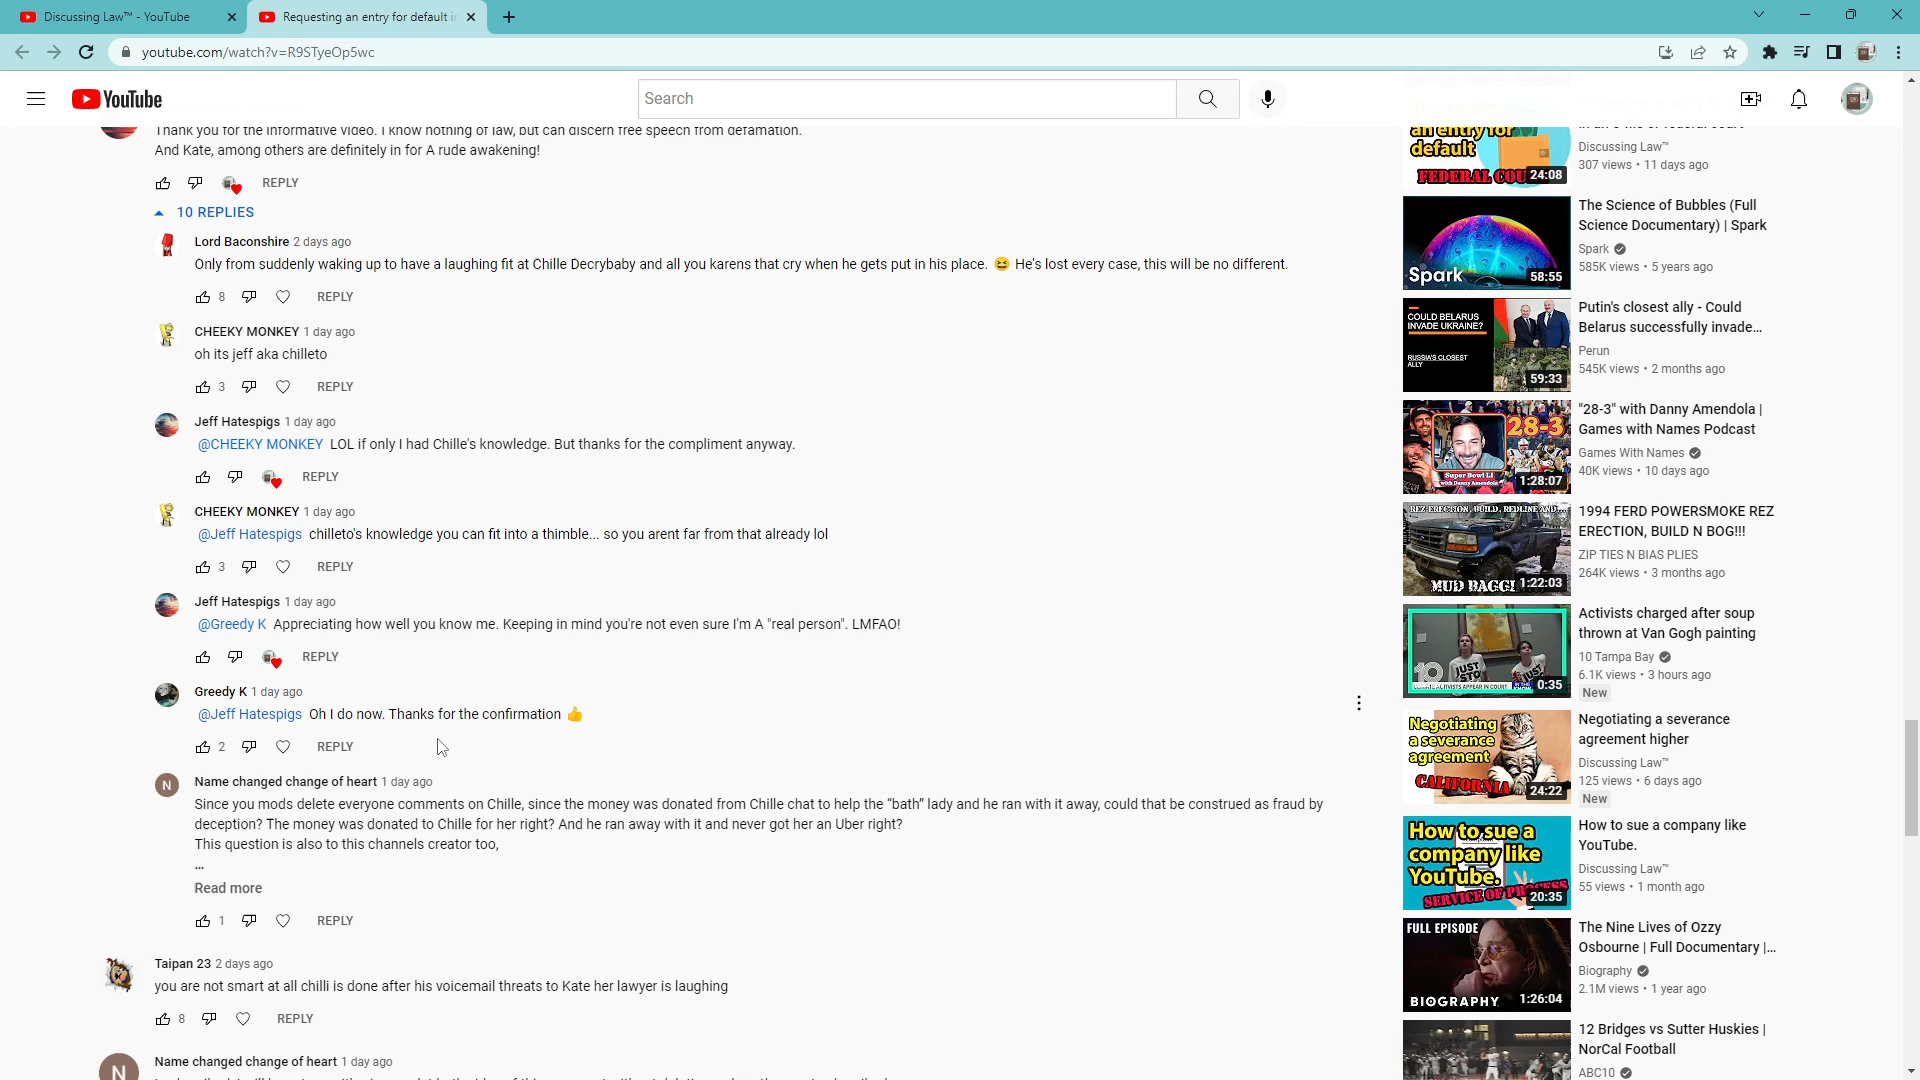 Discussing Law™ - YouTube
Requesting an entry for default in
youtube.com/watch?v=R9STyeOp5wc
YouTube
Search
Thank you for the informative video. I know nothing of law, but can discern free speech from defamation.
And Kate, among others are definitely in for A rude awakening!
REPLY
10 REPLIES
Lord Baconshire 2 days ago
Only from suddenly waking up to have a laughing fit at Chille Decrybaby and all you karens that cry when he gets put in his place. 😆 He's lost every case, this will be no different.
8 REPLY
CHEEKY MONKEY 1 day ago
oh its jeff aka chilleto
3 REPLY
Jeff Hatespigs 1 day ago
@CHEEKY MONKEY LOL if only I had Chille's knowledge. But thanks for the compliment anyway.
REPLY
CHEEKY MONKEY 1 day ago
@Jeff Hatespigs chilleto's knowledge you can fit into a thimble... so you arent far from that already lol
3 REPLY
Jeff Hatespigs 1 day ago
@Greedy K Appreciating how well you know me. Keeping in mind you're not even sure I'm A "real person". LMFAO!
REPLY
Greedy K 1 day ago
@Jeff Hatespigs Oh I do now. Thanks for the confirmation 👍
2 REPLY
N
Name changed change of heart 1 day ago
Since you mods delete everyone comments on Chille, since the money was donated from Chille chat to help the “bath” lady and he ran with it away, could that be construed as fraud by
deception? The money was donated to Chille for her right? And he ran away with it and never got her an Uber right?
This question is also to this channels creator too,
...
Read more
1 REPLY
Taipan 23 2 days ago
you are not smart at all chilli is done after his voicemail threats to Kate her lawyer is laughing
8 REPLY
N
Name changed change of heart 1 day ago
an entry for
default
FEDERAL COU
24:08
Discussing Law™
307 views • 11 days ago
Spark
58:55
The Science of Bubbles (Full
Science Documentary) | Spark
Spark
585K views • 5 years ago
COULD BELARUS
INVADE UKRAINE?
RUSSIA'S CLOSEST
ALLY
59:33
Putin's closest ally - Could
Belarus successfully invade...
Perun
545K views • 2 months ago
28-3"
Super Bowl LI
with Danny Amendola
1:28:07
"28-3" with Danny Amendola |
Games with Names Podcast
Games With Names
40K views • 10 days ago
REZ-ERECTION, BUILD, REDLINE AND...
MUD BAGGI
1:22:03
1994 FERD POWERSMOKE REZ
ERECTION, BUILD N BOG!!!
ZIP TIES N BIAS PLIES
264K views • 3 months ago
JUST
STO
JUST
10
CLIMATE ACTIVISTS APPEAR IN COURT
0:35
Activists charged after soup
thrown at Van Gogh painting
10 Tampa Bay
6.1K views • 3 hours ago
New
Negotiating
a severance
agreement
CALIFORNIA
24:22
Negotiating a severance
agreement higher
Discussing Law™
125 views • 6 days ago
New
How to sue a
company like
YouTube.
SERVICE OF PROCESS
20:35
How to sue a company like
YouTube.
Discussing Law™
55 views • 1 month ago
FULL EPISODE
BIOGRAPHY
1:26:04
The Nine Lives of Ozzy
Osbourne | Full Documentary |...
Biography
2.1M views • 1 year ago
12 Bridges vs Sutter Huskies |
NorCal Football
ABC10